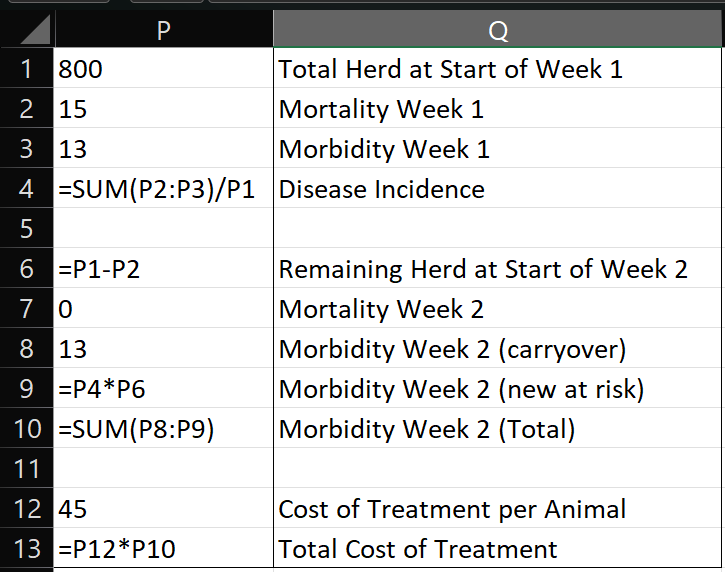 P Q
1 800 Total Herd at Start of Week 1
2 15 Mortality Week 1
3 13 Morbidity Week 1
4 =SUM(P2:P3)/P1 Disease Incidence
5
6 =P1-P2 Remaining Herd at Start of Week 2
7 0 Mortality Week 2
8 13 Morbidity Week 2 (carryover)
9 =P4*P6 Morbidity Week 2 (new at risk)
10 =SUM(P8:P9) Morbidity Week 2 (Total)
11
12 45 Cost of Treatment per Animal
13 =P12*P10 Total Cost of Treatment